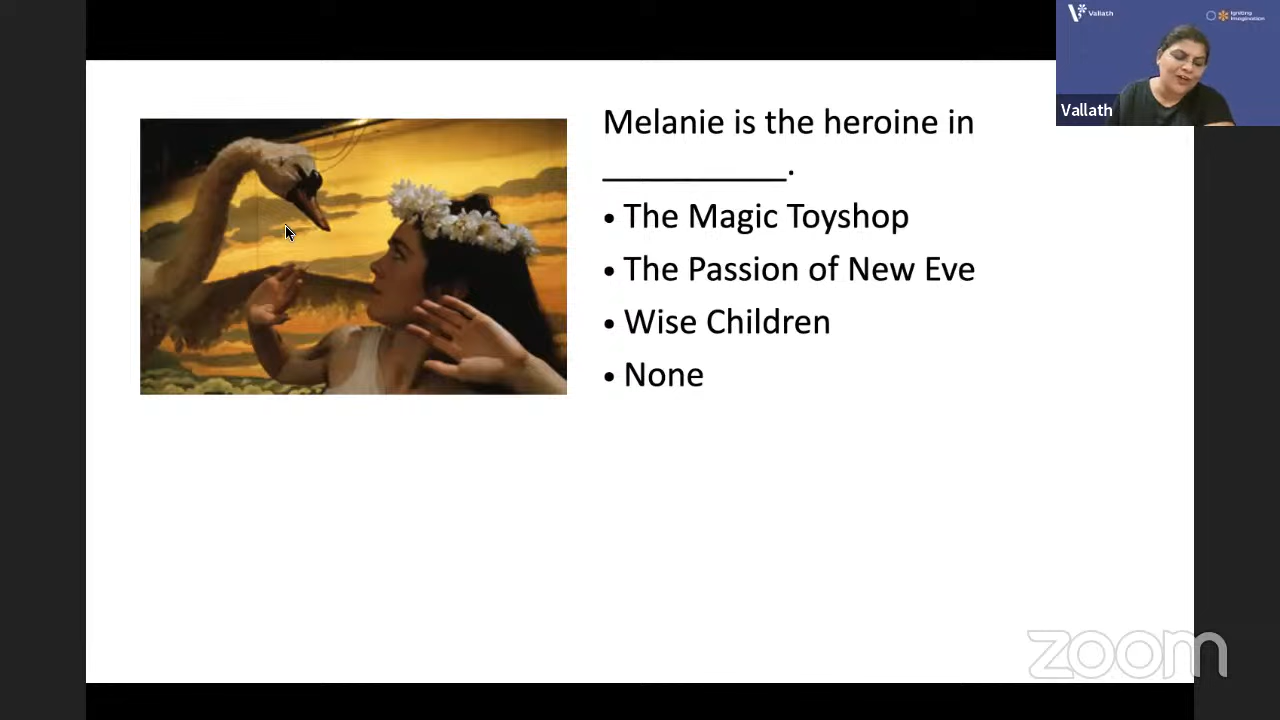 Vallath
Igniting
Imagination
Vallath
Melanie is the heroine in
__________.
• The Magic Toyshop
• The Passion of New Eve
• Wise Children
• None
zoom